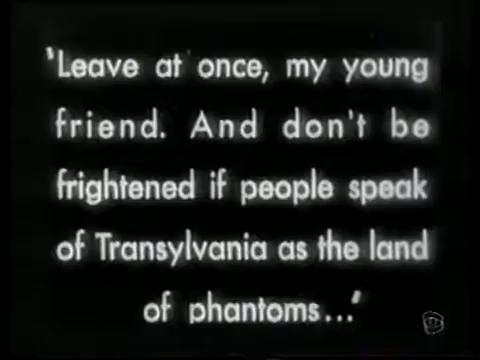 'Leave at once, my young
friend. And don't be
frightened if people speak
of Transylvania as the land
of phantoms...'